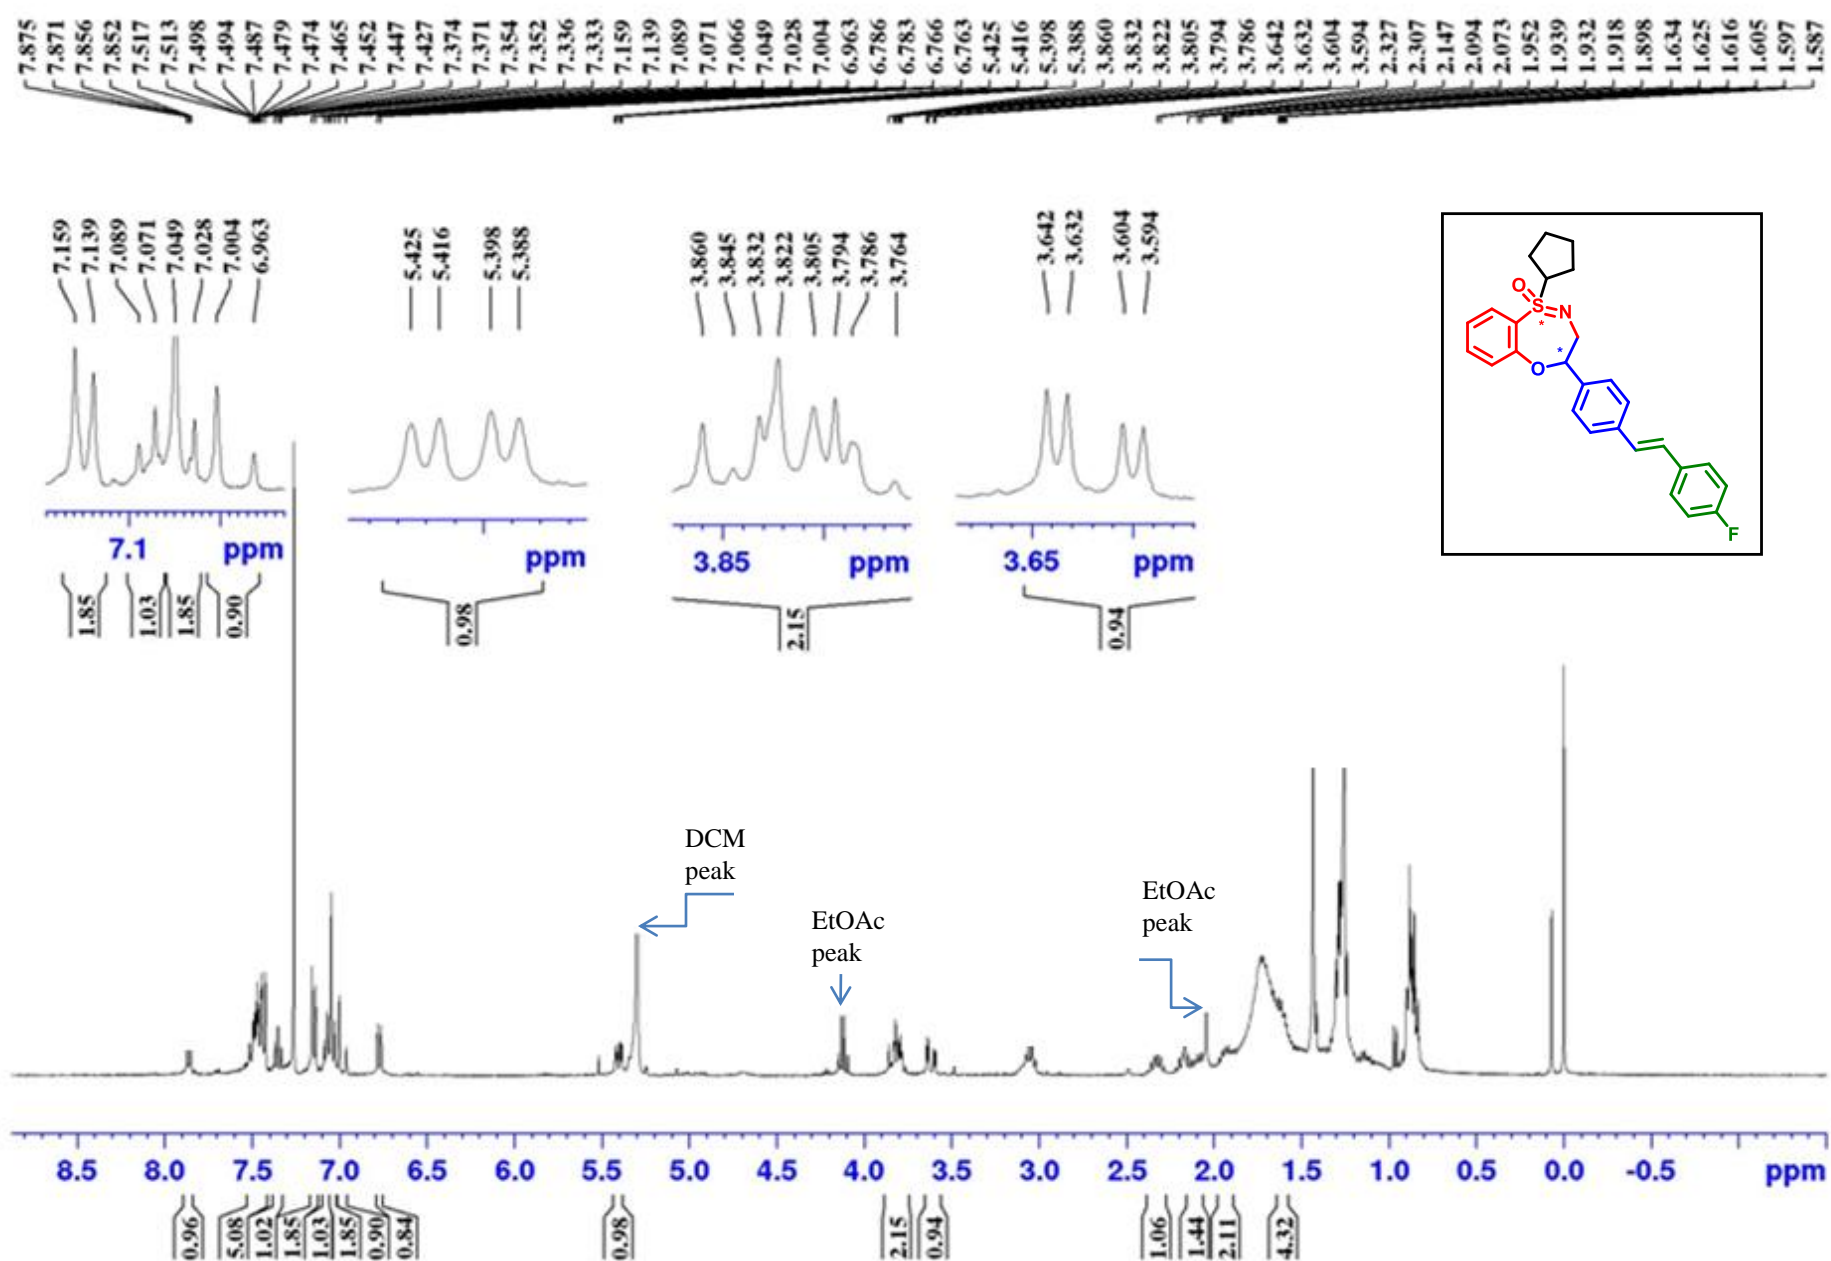 7.875 7.871 7.856 7.852 7.517 7.513 7.498 7.494 7.487 7.479 7.474 7.465 7.452 7.447 7.427 7.374 7.371 7.354 7.352 7.336 7.333 7.159 7.139 7.089 7.071 7.066 7.049 7.028 7.004 6.963 6.786 6.783 6.766 6.763 5.425 5.416 5.398 5.388 3.860 3.832 3.822 3.805 3.794 3.786 3.642 3.632 3.604 3.594 2.327 2.307 2.147 2.094 2.073 1.952 1.939 1.932 1.918 1.898 1.634 1.625 1.616 1.605 1.597 1.587
7.159 7.139 7.089 7.071 7.049 7.028 7.004 6.963
5.425 5.416 5.398 5.388
3.860 3.845 3.832 3.822 3.805 3.794 3.786 3.764
3.642 3.632 3.604 3.594
O
S N
*
*
O
F
7.1 ppm
ppm
3.85 ppm
3.65 ppm
1.85 1.03 1.85 0.90
0.98
2.15
0.94
DCM
peak
EtOAc
peak
EtOAc
peak
8.5 8.0 7.5 7.0 6.5 6.0 5.5 5.0 4.5 4.0 3.5 3.0 2.5 2.0 1.5 1.0 0.5 0.0 -0.5 ppm
0.96 5.08 1.02 1.85 1.03 1.85 0.90 0.84 0.98 2.15 0.94 1.06 1.44 2.11 4.32